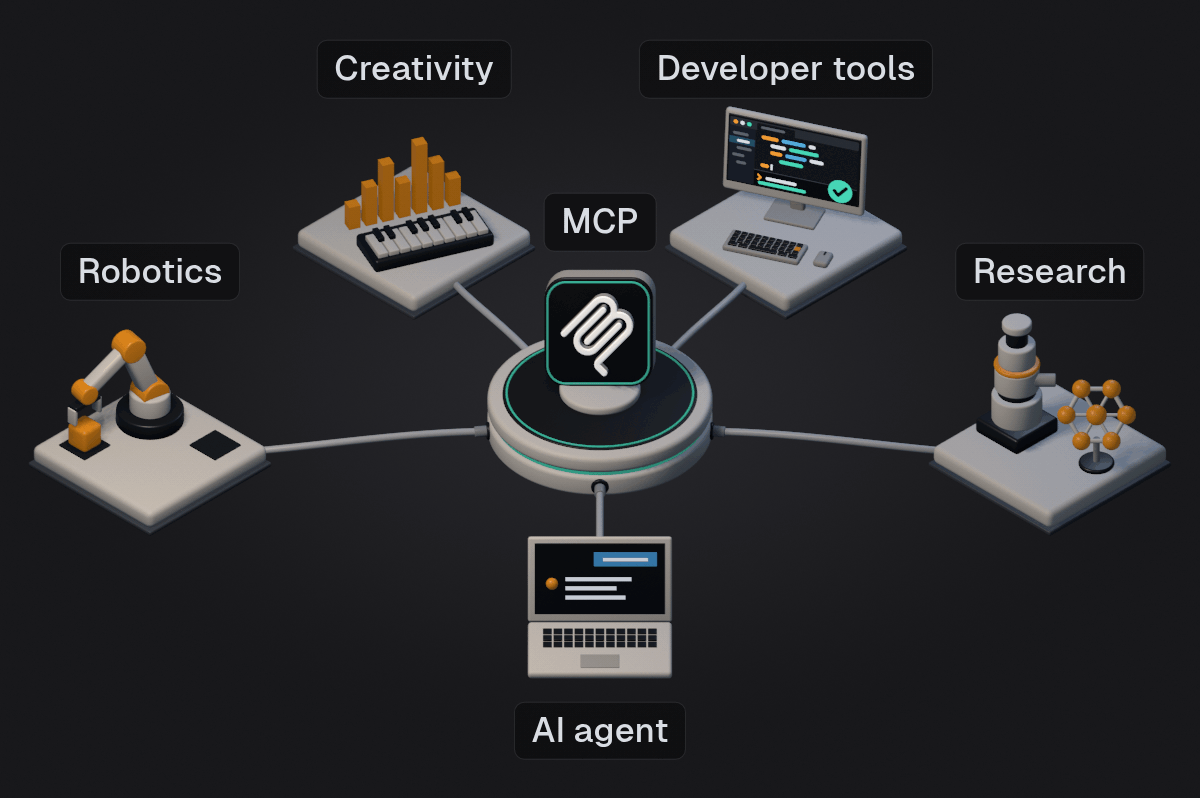 Creativity
Developer tools
MCP
Robotics
Research
AI agent